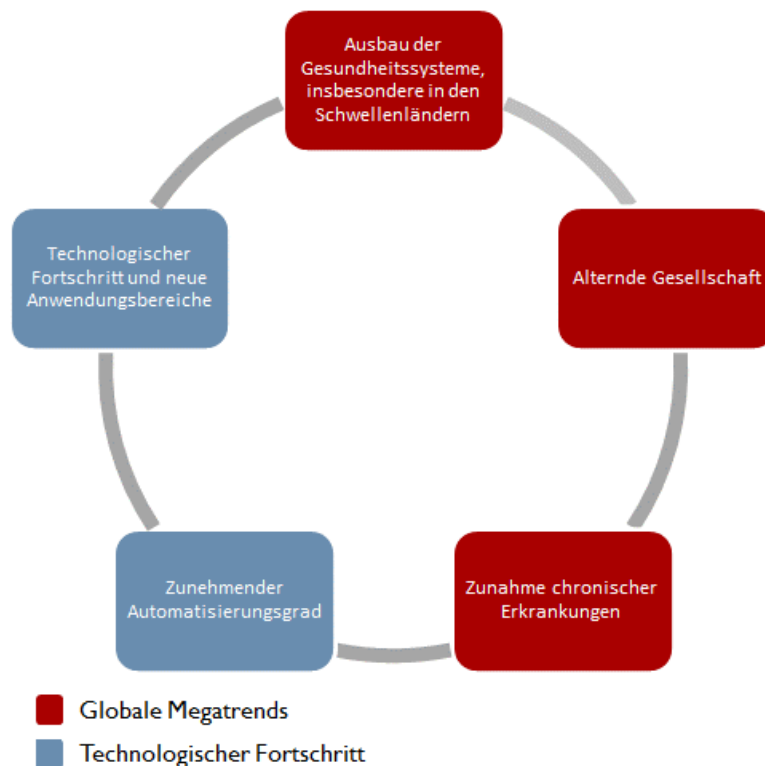 Ausbau der
Gesundheitssysteme,
insbesondere in den
Schwellenländern
Technologischer
Fortschritt und neue
Anwendungsbereiche
Alternde Gesellschaft
Zunehmender
Automatisierungsgrad
Zunahme chronischer
Erkrankungen
Globale Megatrends
Technologischer Fortschritt